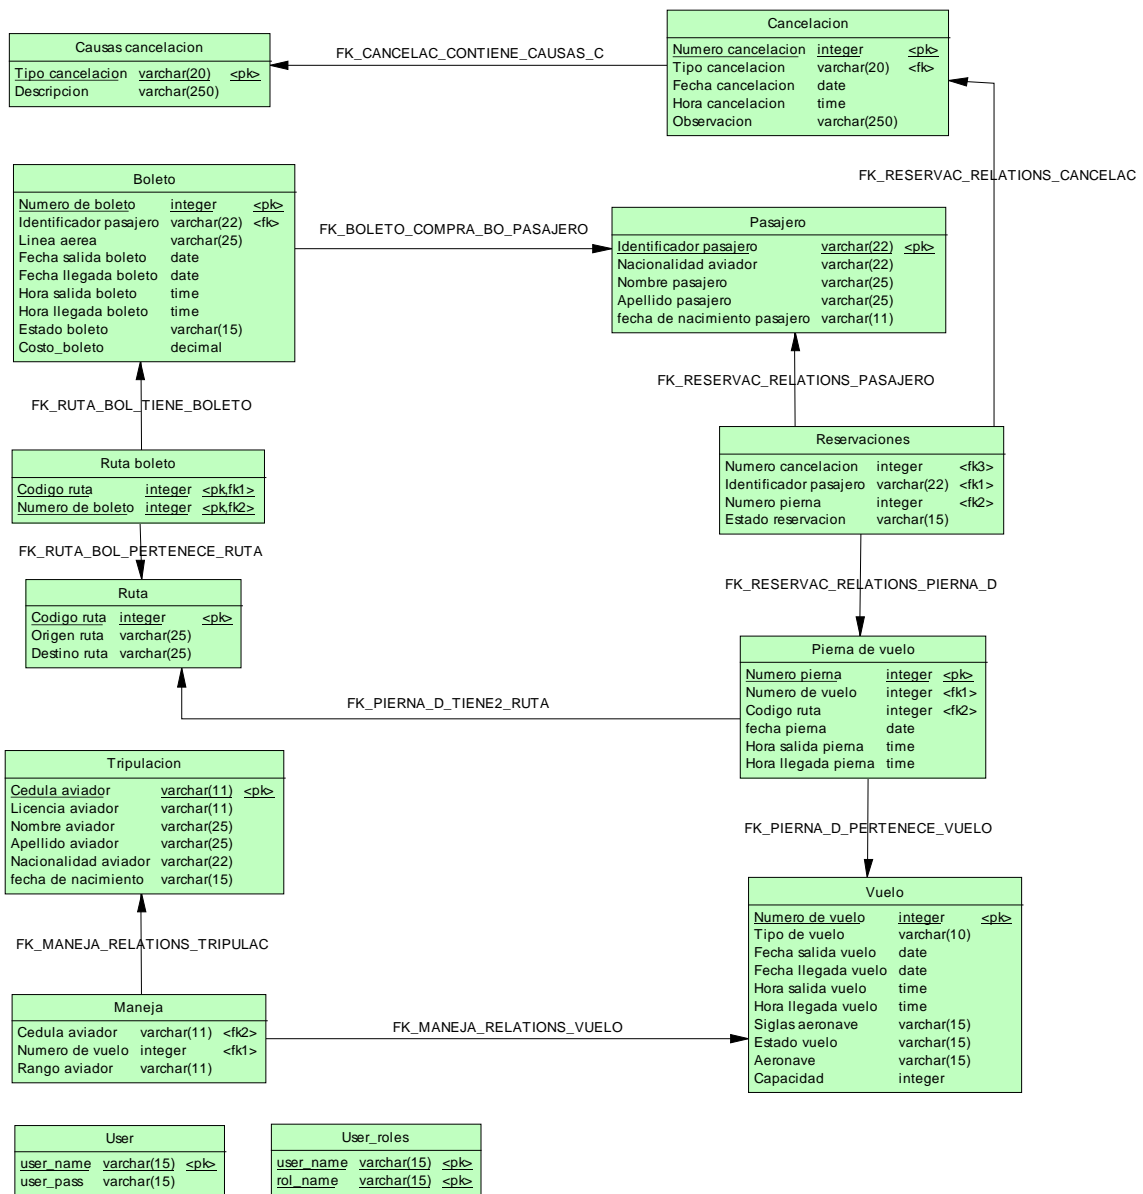 Cancelacion
Numero cancelacion integer <pk>
Tipo cancelacion varchar(20) <fk>
Fecha cancelacion date
Hora cancelacion time
Observacion varchar(250)
Causas cancelacion
Tipo cancelacion varchar(20) <pk>
Descripcion varchar(250)
FK_CANCELAC_CONTIENE_CAUSAS_C
FK_RESERVAC_RELATIONS_CANCELAC
Boleto
Numero de boleto integer <pk>
Identificador pasajero varchar(22) <fk>
Linea aerea varchar(25)
Fecha salida boleto date
Fecha llegada boleto date
Hora salida boleto time
Hora llegada boleto time
Estado boleto varchar(15)
Costo_boleto decimal
FK_BOLETO_COMPRA_BO_PASAJERO
Pasajero
Identificador pasajero varchar(22) <pk>
Nacionalidad aviador varchar(22)
Nombre pasajero varchar(25)
Apellido pasajero varchar(25)
fecha de nacimiento pasajero varchar(11)
FK_RESERVAC_RELATIONS_PASAJERO
FK_RUTA_BOL_TIENE_BOLETO
Reservaciones
Numero cancelacion integer <fk3>
Identificador pasajero varchar(22) <fk1>
Numero pierna integer <fk2>
Estado reservacion varchar(15)
Ruta boleto
Codigo ruta integer <pk,fk1>
Numero de boleto integer <pk,fk2>
FK_RUTA_BOL_PERTENECE_RUTA
FK_RESERVAC_RELATIONS_PIERNA_D
Ruta
Codigo ruta integer <pk>
Origen ruta varchar(25)
Destino ruta varchar(25)
Pierna de vuelo
Numero pierna integer <pk>
Numero de vuelo integer <fk1>
Codigo ruta integer <fk2>
fecha pierna date
Hora salida pierna time
Hora llegada pierna time
FK_PIERNA_D_TIENE2_RUTA
Tripulacion
Cedula aviador varchar(11) <pk>
Licencia aviador varchar(11)
Nombre aviador varchar(25)
Apellido aviador varchar(25)
Nacionalidad aviador varchar(22)
fecha de nacimiento varchar(15)
FK_PIERNA_D_PERTENECE_VUELO
Vuelo
Numero de vuelo integer <pk>
Tipo de vuelo varchar(10)
Fecha salida vuelo date
Fecha llegada vuelo date
Hora salida vuelo time
Hora llegada vuelo time
Siglas aeronave varchar(15)
Estado vuelo varchar(15)
Aeronave varchar(15)
Capacidad integer
FK_MANEJA_RELATIONS_TRIPULAC
Maneja
Cedula aviador varchar(11) <fk2>
Numero de vuelo integer <fk1>
Rango aviador varchar(11)
FK_MANEJA_RELATIONS_VUELO
User
user_name varchar(15) <pk>
user_pass varchar(15)
User_roles
user_name varchar(15) <pk>
rol_name varchar(15) <pk>